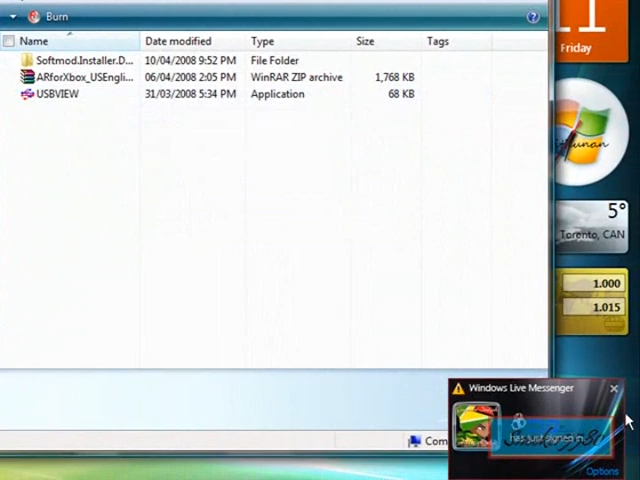 Burn
11
Name Date modified Type Size Tags
Friday
Softmod.Installer.D... 10/04/2008 9:52 PM File Folder
ARforXbox_USEngli... 06/04/2008 2:05 PM WinRAR ZIP archive 1,768 KB
USBVIEW 31/03/2008 5:34 PM Application 68 KB
5°
Toronto, CAN
1.000
1.015
Windows Live Messenger
has just signed in.
Com
Options